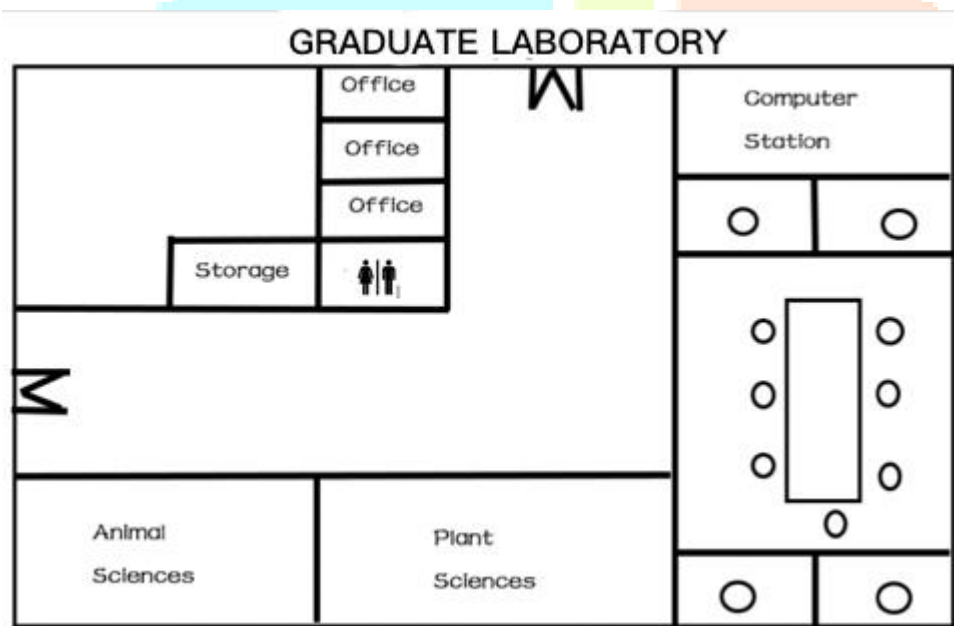 GRADUATE LABORATORY
Office
Computer
Station
Office
Office
Storage
Animal
Sciences
Plant
Sciences